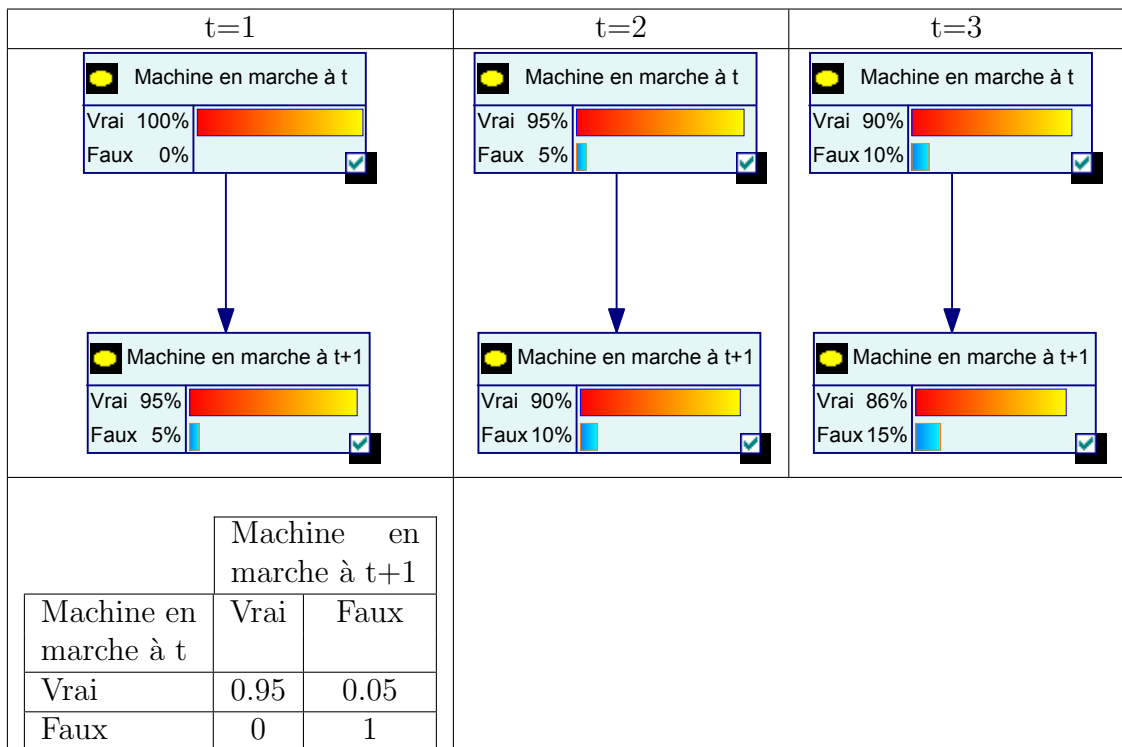 t=1 t=2 t=3
Machine en marche à t
Vrai 100%
Faux 0%
Machine en marche à t
Vrai 95%
Faux 5%
Machine en marche à t
Vrai 90%
Faux 10%
Machine en marche à t+1
Vrai 95%
Faux 5%
Machine en marche à t+1
Vrai 90%
Faux 10%
Machine en marche à t+1
Vrai 86%
Faux 15%
Machine en
marche à t+1
Machine en Vrai Faux
marche à t
Vrai 0.95 0.05
Faux 0 1